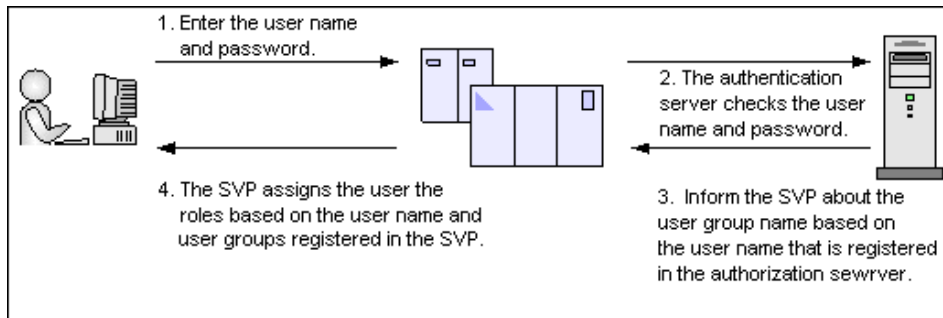 1. Enter the user name
and password.
2. The authentication
server checks the user
name and password.
3. Inform the SVP about the
user group name based on
the user name that is registered
in the authorization sewrver.
4. The SVP assigns the user the
roles based on the user name and
user groups registered in the SVP.